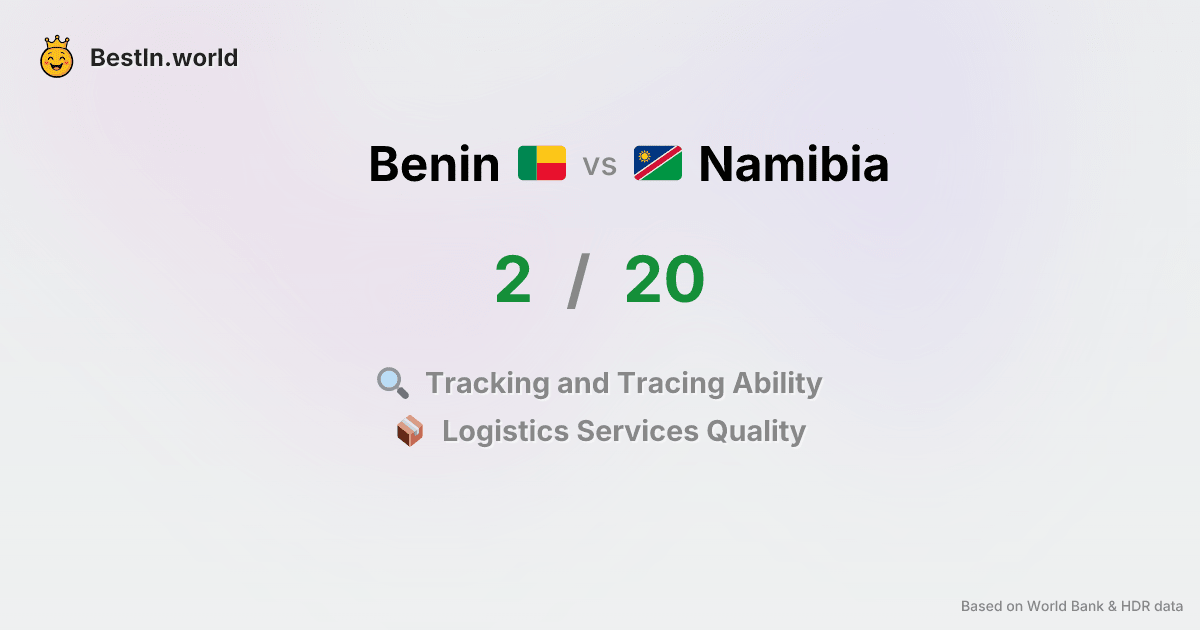 BestIn.world
Benin vs Namibia
2 / 20
Tracking and Tracing Ability
Logistics Services Quality
Based on World Bank & HDR data